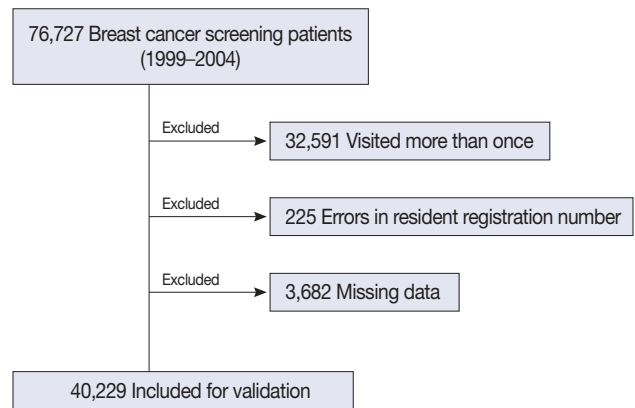 76,727 Breast cancer screening patients
(1999–2004)
Excluded
32,591 Visited more than once
Excluded
225 Errors in resident registration number
Excluded
3,682 Missing data
40,229 Included for validation